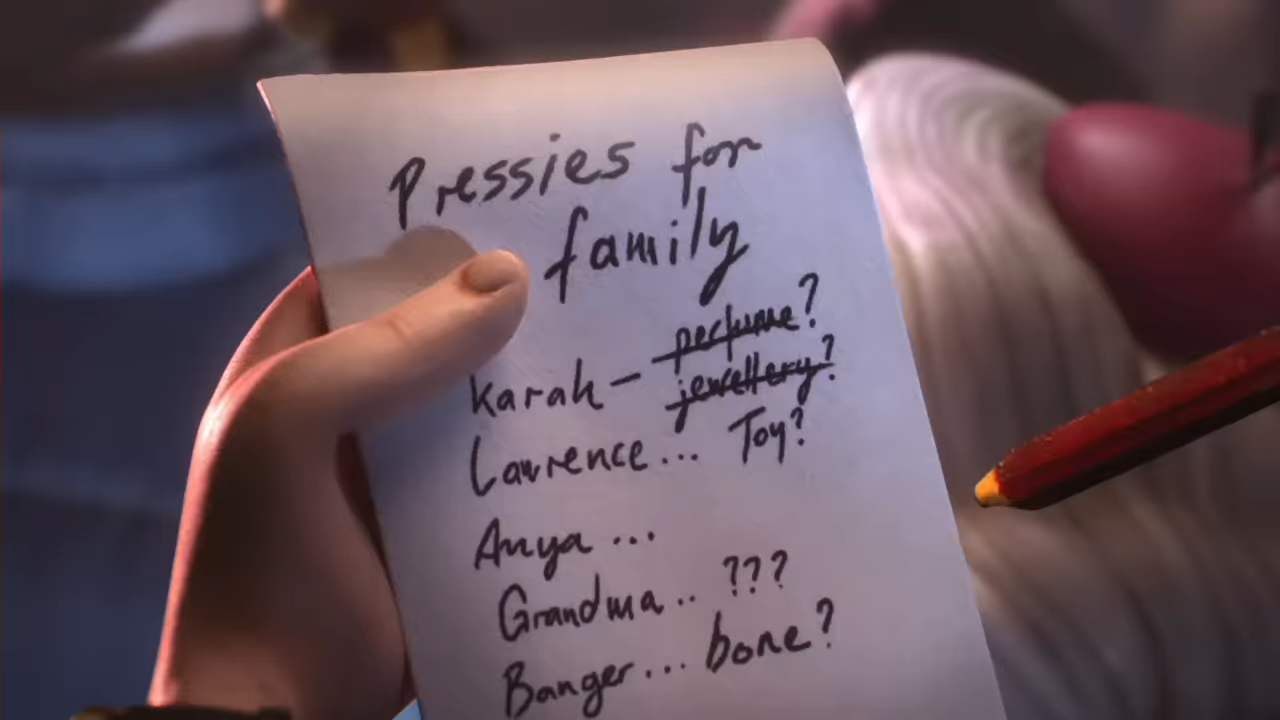 Pressies for
family
Karah - perfume?
jewellery?
Lawrence... Toy?
Anya ...
Grandma.. ???
Banger... bone?